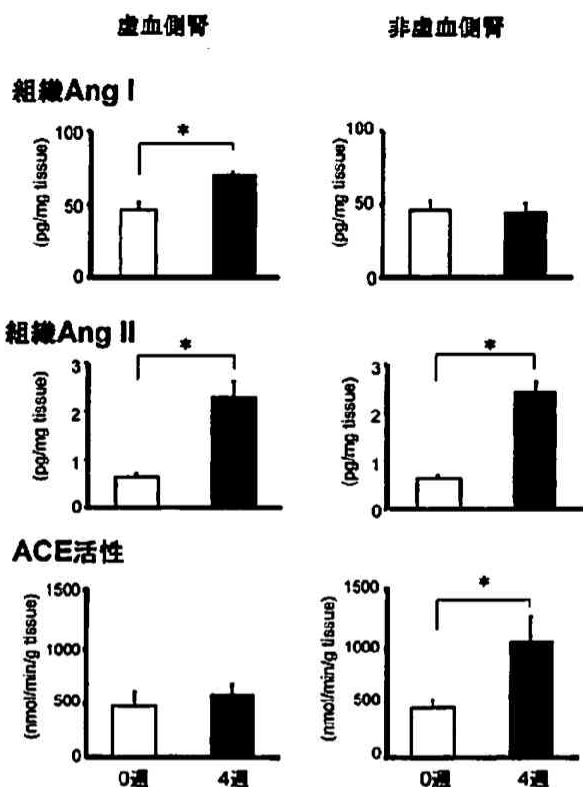 虚血側腎
非虚血側腎
組織Ang I
(pg/mg tissue)
100
50
0
*
(pg/mg tissue)
100
50
0
組織Ang II
(pg/mg tissue)
3
2
1
0
*
(pg/mg tissue)
3
2
1
0
*
ACE活性
(nmol/min/g tissue)
1500
1000
500
0
0週
4週
(nmol/min/g tissue)
1500
1000
500
0
*
0週
4週